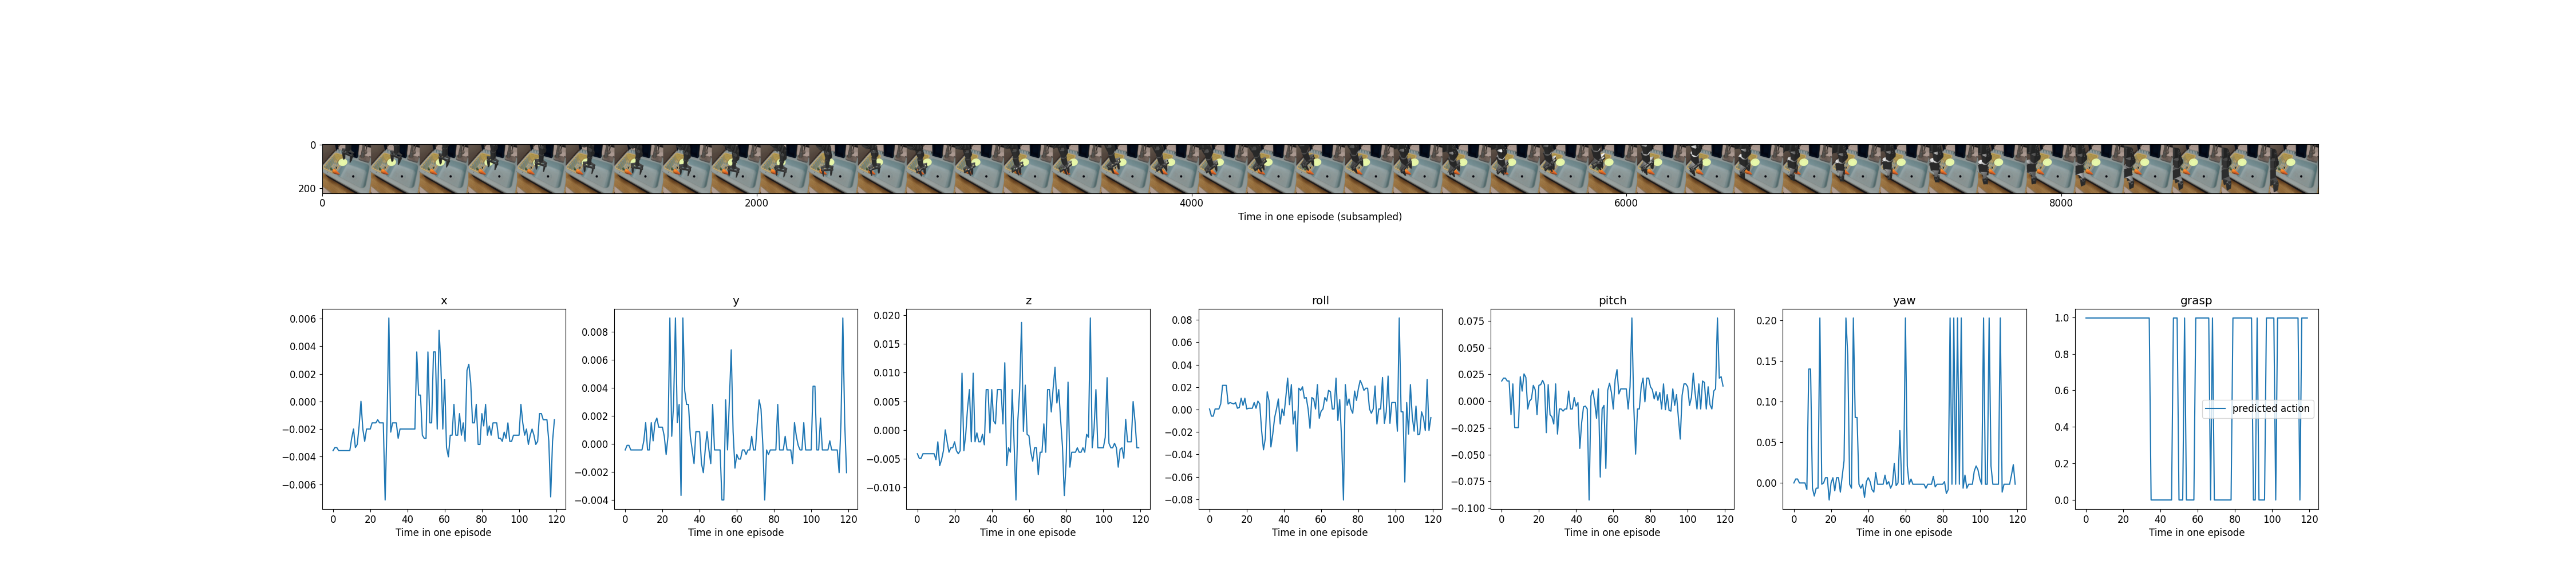 0
200
0 2000 4000 6000 8000
Time in one episode (subsampled)
x y z roll pitch yaw grasp
0.006
0.004
0.002
0.000
−0.002
−0.004
−0.006
0 20 40 60 80 100 120
Time in one episode
0.008
0.006
0.004
0.002
0.000
−0.002
−0.004
0 20 40 60 80 100 120
Time in one episode
0.020
0.015
0.010
0.005
0.000
−0.005
−0.010
0 20 40 60 80 100 120
Time in one episode
0.08
0.06
0.04
0.02
0.00
−0.02
−0.04
−0.06
−0.08
0 20 40 60 80 100 120
Time in one episode
0.075
0.050
0.025
0.000
−0.025
−0.050
−0.075
−0.100
0 20 40 60 80 100 120
Time in one episode
0.20
0.15
0.10
0.05
0.00
0 20 40 60 80 100 120
Time in one episode
1.0
0.8
0.6
0.4
0.2
0.0
predicted action
0 20 40 60 80 100 120
Time in one episode